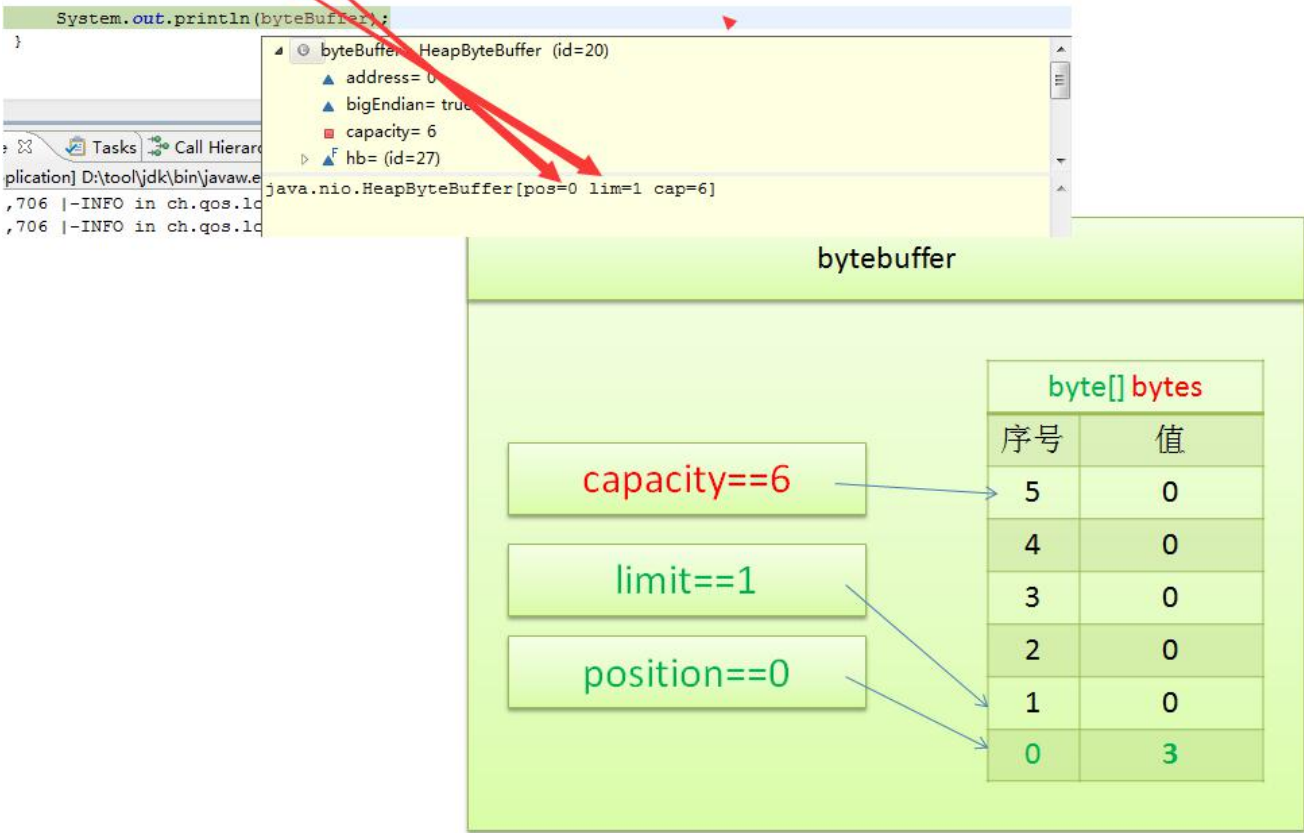 System.out.println(byteBuffer);
}
byteBuffer= HeapByteBuffer (id=20)
address= 0
bigEndian= true
capacity= 6
F hb= (id=27)
java.nio.HeapByteBuffer[pos=0 lim=1 cap=6]
Tasks Call Hierarc
plication] D:\tool\jdk\bin\javaw.e
,706 |-INFO in ch.qos.lo
,706 |-INFO in ch.qos.lo
bytebuffer
capacity==6
limit==1
position==0
byte[] bytes
序号 值
5 0
4 0
3 0
2 0
1 0
0 3